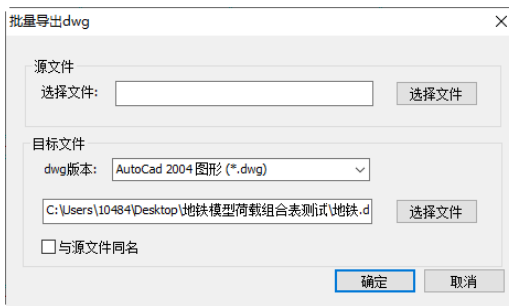 批量导出dwg
源文件
选择文件:
选择文件
目标文件
dwg版本: AutoCad 2004 图形 (*.dwg)
C:\Users\10484\Desktop\地铁模型荷载组合表测试\地铁.d
选择文件
与源文件同名
确定 取消